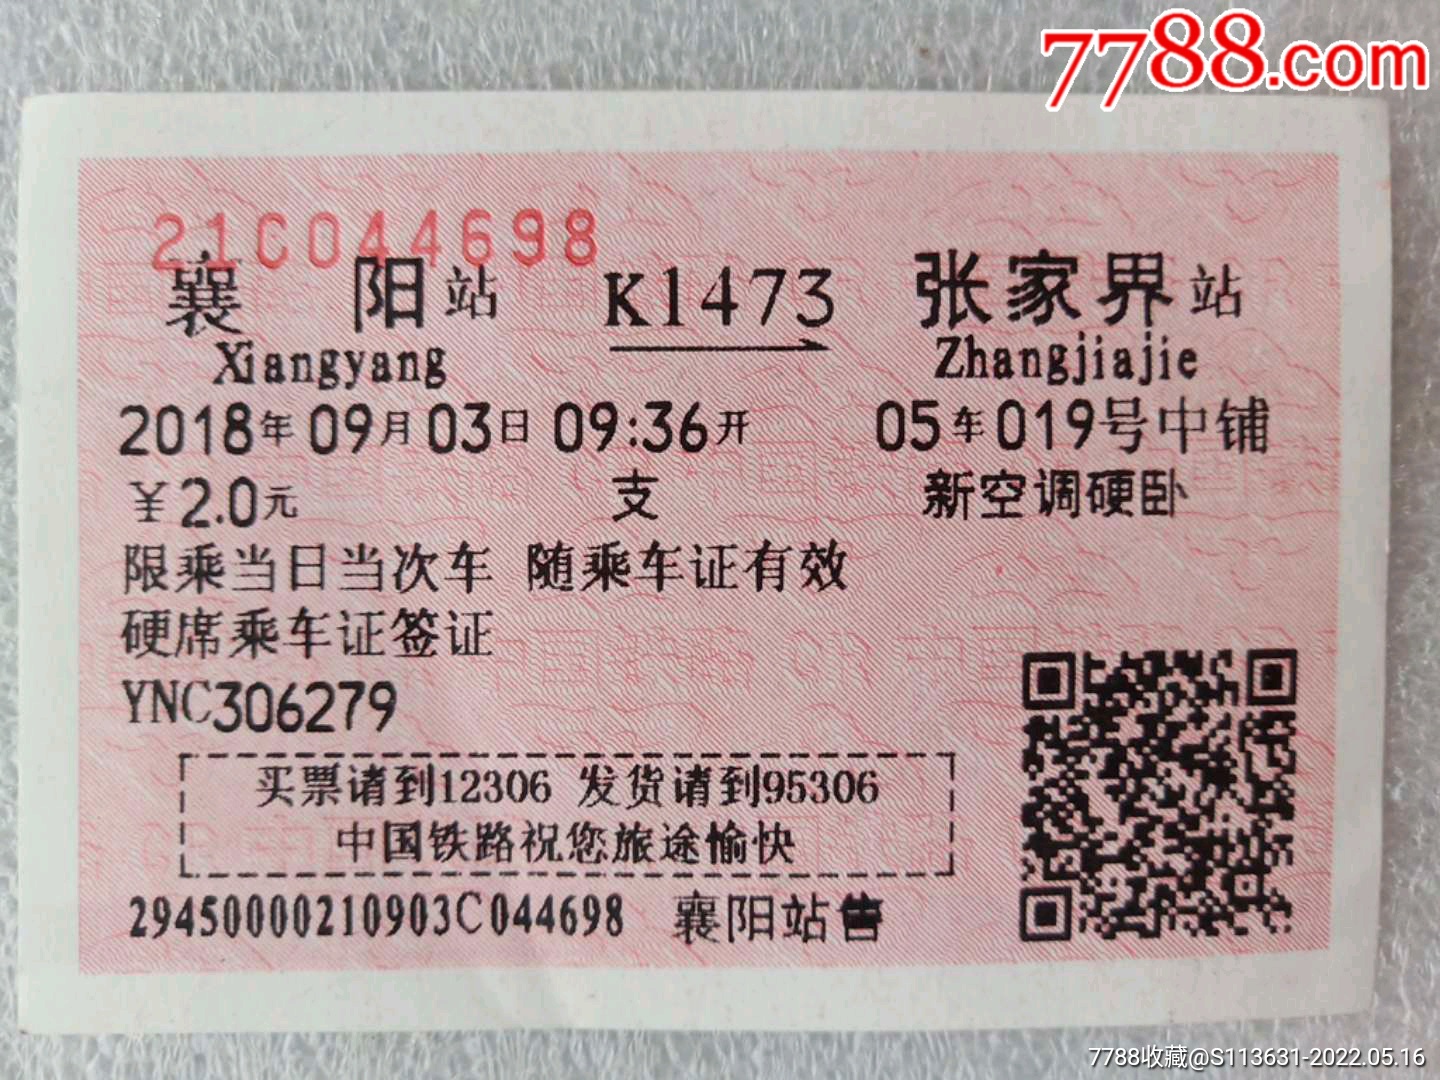 7788.com
21C044698
襄 阳站 K1473 张家界站
Xiangyang Zhangjiajie
2018年09月03日 09:36开 05车019号中铺
￥2.0元 支 新空调硬卧
限乘当日当次车 随乘车证有效
硬席乘车证签证
YNC306279
买票请到12306 发货请到95306
中国铁路祝您旅途愉快
29450000210903C044698 襄阳站售
7788收藏@S113631-2022.05.16